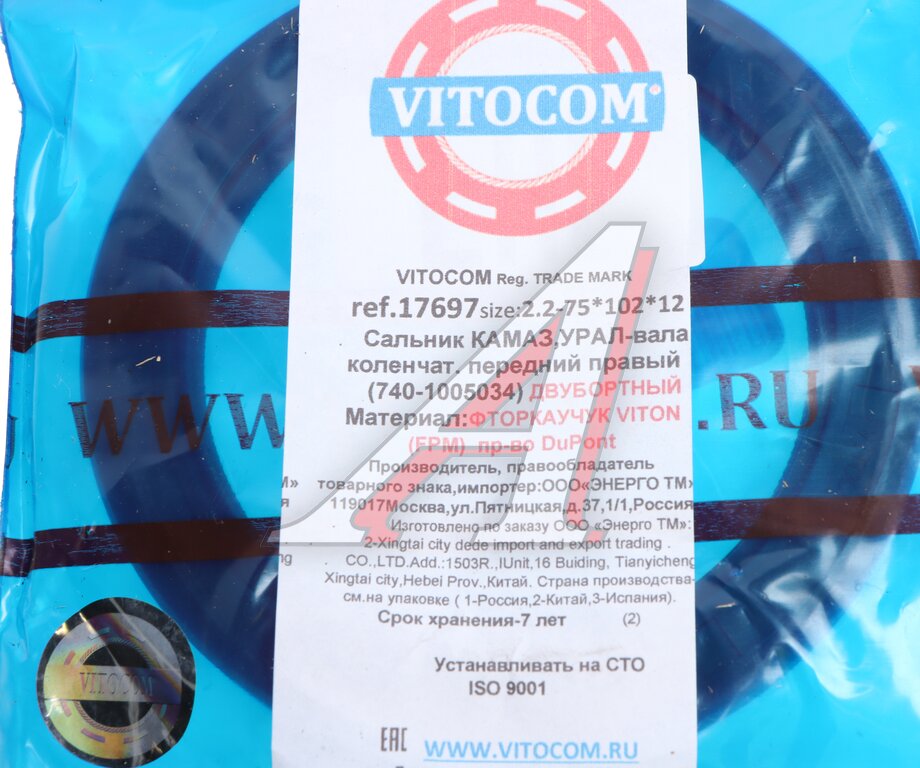 VITOCOM
VITOCOM Reg. TRADE MARK
ref.17697 size:2.2-75*102*12
Сальник КАМАЗ,УРАЛ-вала
коленчат. передний правый
(740-1005034) ДВУБОРТНЫЙ
Материал:ФТОРКАУЧУК VITON
(FPM) пр-во DuPont
WWW
.RU
Производитель, правообладатель
товарного знака,импортер:ООО«ЭНЕРГО ТМ»
119017Москва,ул.Пятницкая,д.37,1/1,Россия
Изготовлено по заказу ООО «Энерго ТМ»:
2-Xingtai city dede import and export trading .
CO.,LTD.Add.:1503R.,IUnit,16 Buiding, Tianyicheng
Xingtai city,Hebei Prov.,Китай. Страна производства-
см.на упаковке ( 1-Россия,2-Китай,3-Испания).
Срок хранения-7 лет (2)
Устанавливать на СТО
ISO 9001
VITOCOM
EAC WWW.VITOCOM.RU